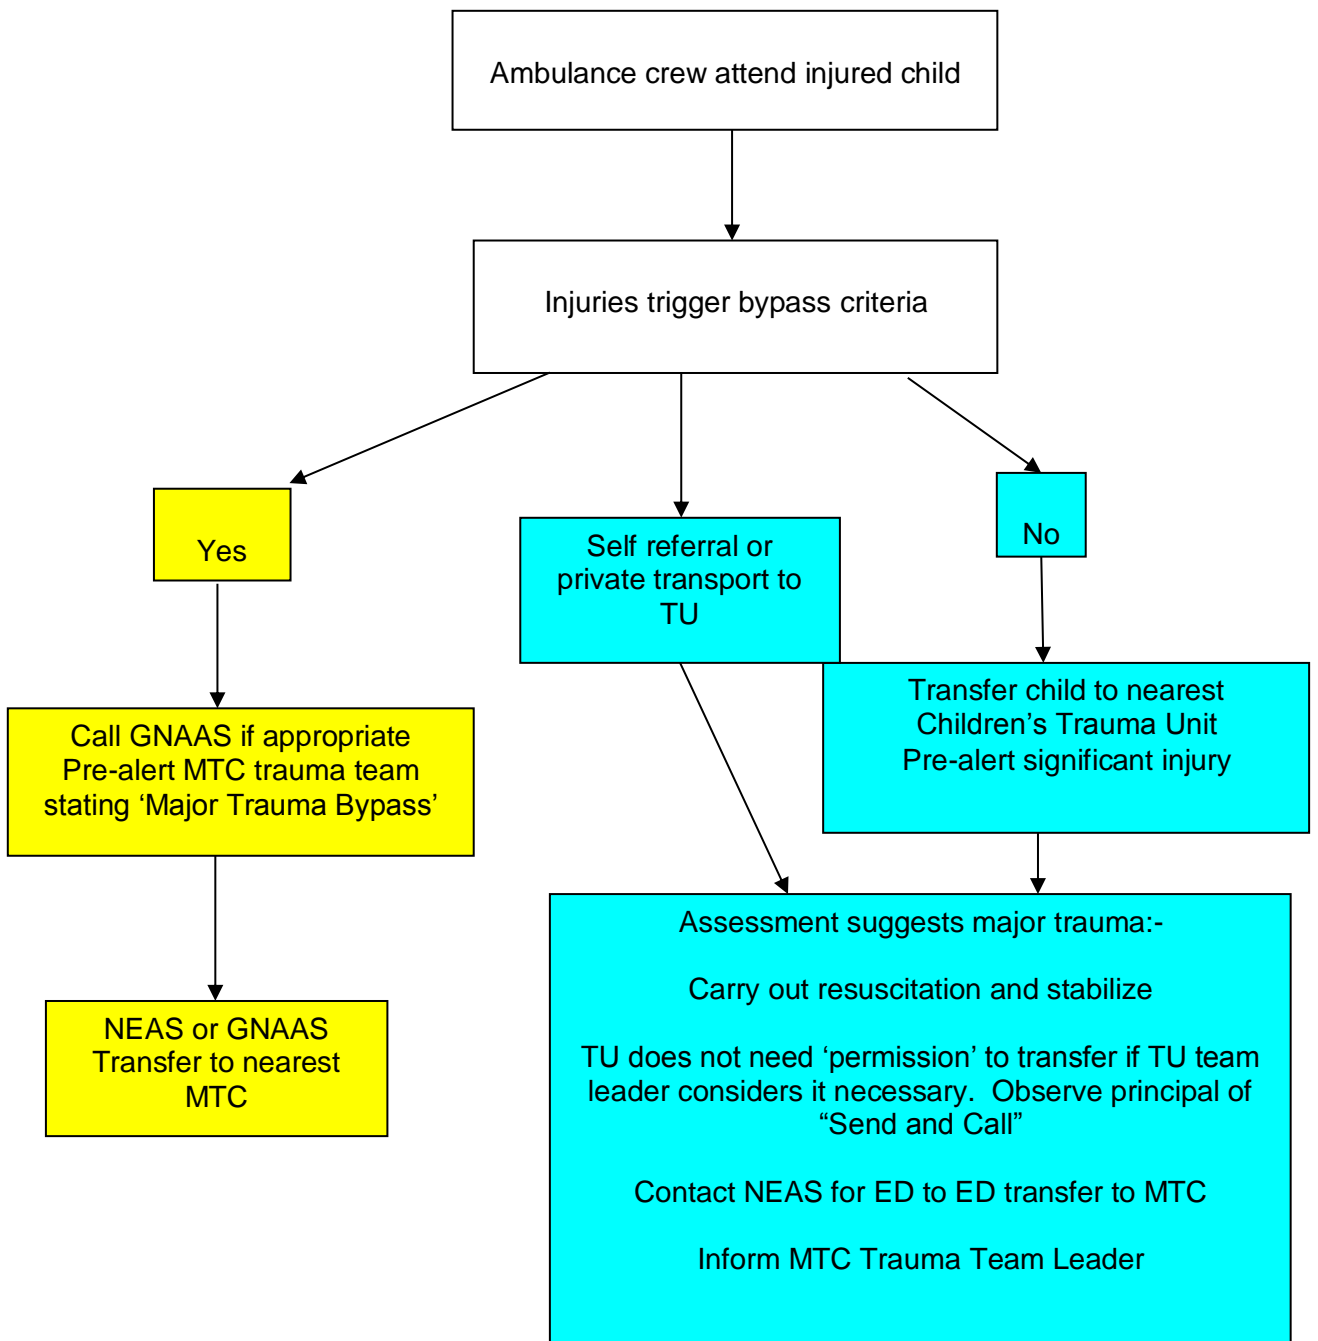 Ambulance crew attend injured child
Injuries trigger bypass criteria
Yes
Self referral or
private transport to
TU
No
Call GNAAS if appropriate
Pre-alert MTC trauma team
stating ‘Major Trauma Bypass’
Transfer child to nearest
Children’s Trauma Unit
Pre-alert significant injury
NEAS or GNAAS
Transfer to nearest
MTC
Assessment suggests major trauma:-
Carry out resuscitation and stabilize
TU does not need ‘permission’ to transfer if TU team
leader considers it necessary.  Observe principal of
“Send and Call”
Contact NEAS for ED to ED transfer to MTC
Inform MTC Trauma Team Leader